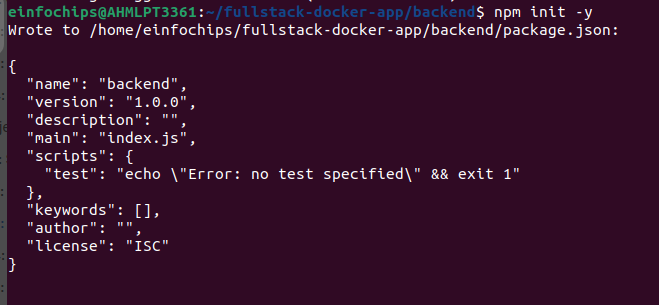 einfochips@AHMLPT3361:~/fullstack-docker-app/backend$ npm init -y
Wrote to /home/einfochips/fullstack-docker-app/backend/package.json:
{
  "name": "backend",
  "version": "1.0.0",
  "description": "",
  "main": "index.js",
  "scripts": {
    "test": "echo \"Error: no test specified\" && exit 1"
  },
  "keywords": [],
  "author": "",
  "license": "ISC"
}